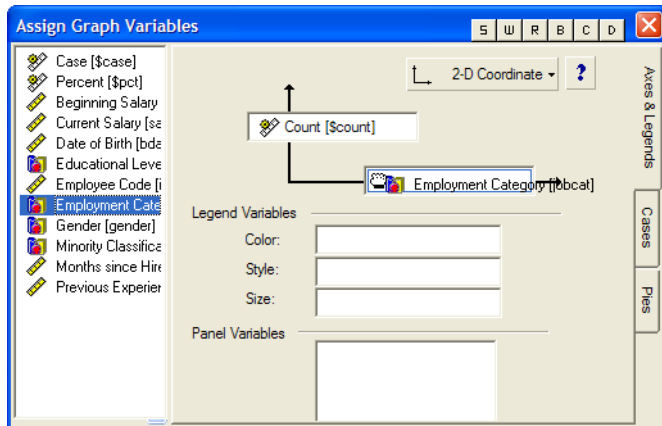 Assign Graph Variables
S W R B C D
Case [$case]
Percent [$pct]
Beginning Salary
Current Salary [sa
Date of Birth [bda
Educational Leve
Employee Code [i
Employment Cate
Gender [gender]
Minority Classifica
Months since Hire
Previous Experier
2-D Coordinate
?
Count [$count]
Employment Category [jobcat]
Legend Variables
Color:
Style:
Size:
Panel Variables
Axes & Legends
Cases
Pies